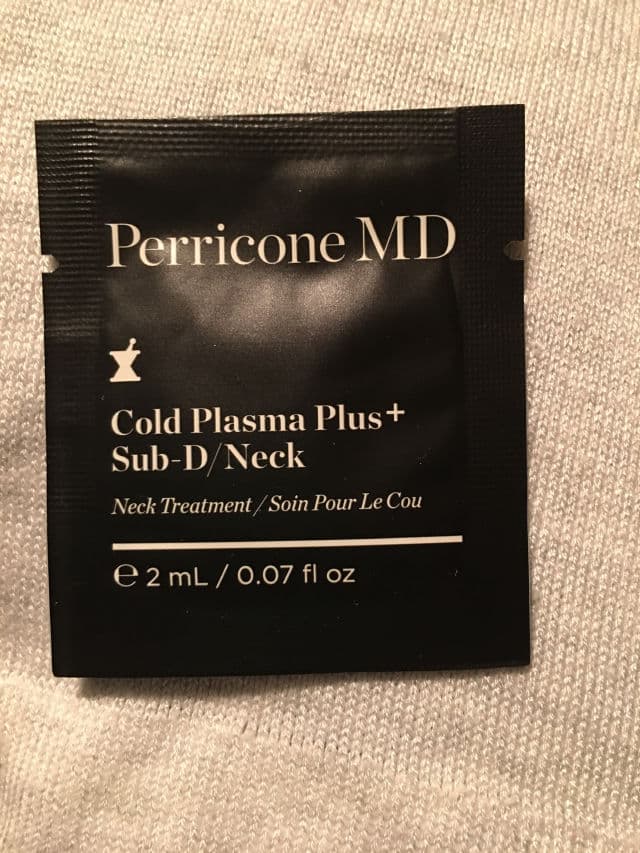 Perricone MD
Cold Plasma Plus+
Sub-D/Neck
Neck Treatment / Soin Pour Le Cou
℮ 2 mL / 0.07 fl oz